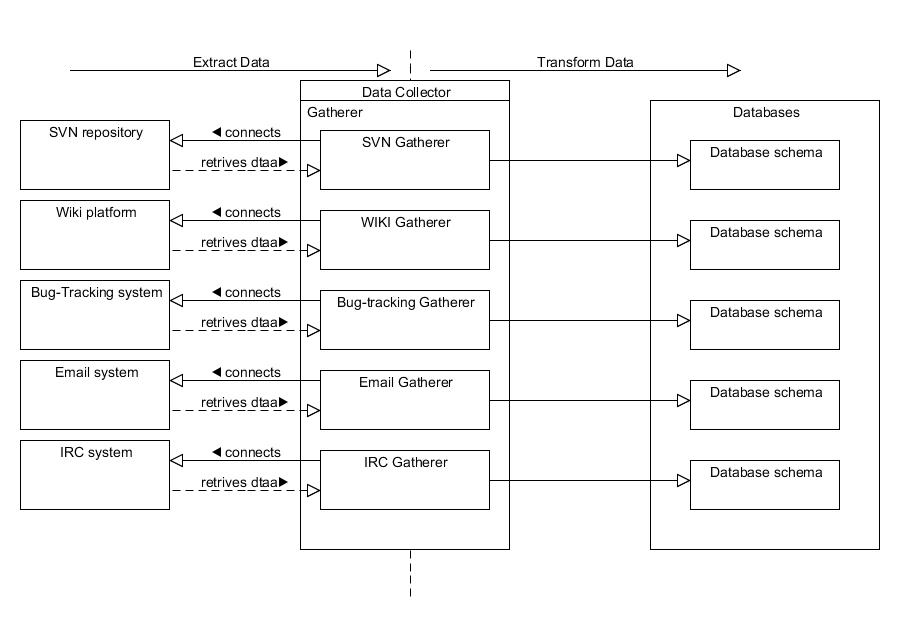 Extract Data
Transform Data
Data Collector
Gatherer
Databases
SVN repository
◄ connects
retrives dtaa►
SVN Gatherer
Database schema
Wiki platform
◄ connects
retrives dtaa►
WIKI Gatherer
Database schema
Bug-Tracking system
◄ connects
retrives dtaa►
Bug-tracking Gatherer
Database schema
Email system
◄ connects
retrives dtaa►
Email Gatherer
Database schema
IRC system
◄ connects
retrives dtaa►
IRC Gatherer
Database schema